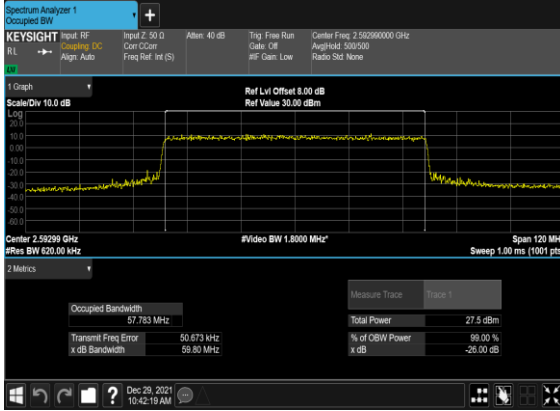 Spectrum Analyzer 1
Occupied BW
+
KEYSIGHT Input: RF Input Z: 50 Ω Atten: 40 dB Trig: Free Run Center Freq: 2.592990000 GHz
RL Coupling: DC Corr CCorr Gate: Off Avg|Hold: 500/500
Align: Auto Freq Ref: Int (S) #IF Gain: Low Radio Std: None
1 Graph
Ref Lvl Offset 8.00 dB
Scale/Div 10.0 dB Ref Value 30.00 dBm
Log
20.0
10.0
0.00
-10.0
-20.0
-30.0
-40.0
-50.0
-60.0
Center 2.59299 GHz #Video BW 1.8000 MHz* Span 120 MH
#Res BW 620.00 kHz Sweep 1.00 ms (1001 pts
2 Metrics
Measure Trace Trace 1
Occupied Bandwidth
57.783 MHz Total Power 27.5 dBm
Transmit Freq Error 50.673 kHz % of OBW Power 99.00 %
x dB Bandwidth 59.80 MHz x dB -26.00 dB
? Dec 29, 2021
10:42:19 AM